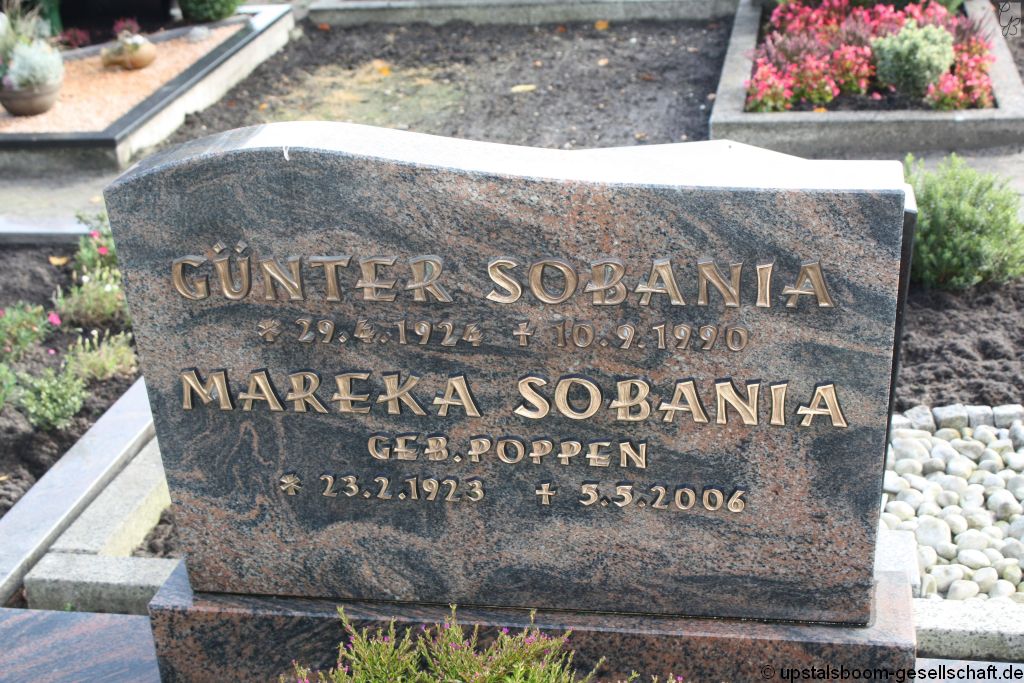 GÜNTER SOBANIA
* 29.4.1924 † 10.9.1990
MAREKA SOBANIA
GEB. POPPEN
* 23.2.1923 † 5.5.2006
© upstalsboom-gesellschaft.de